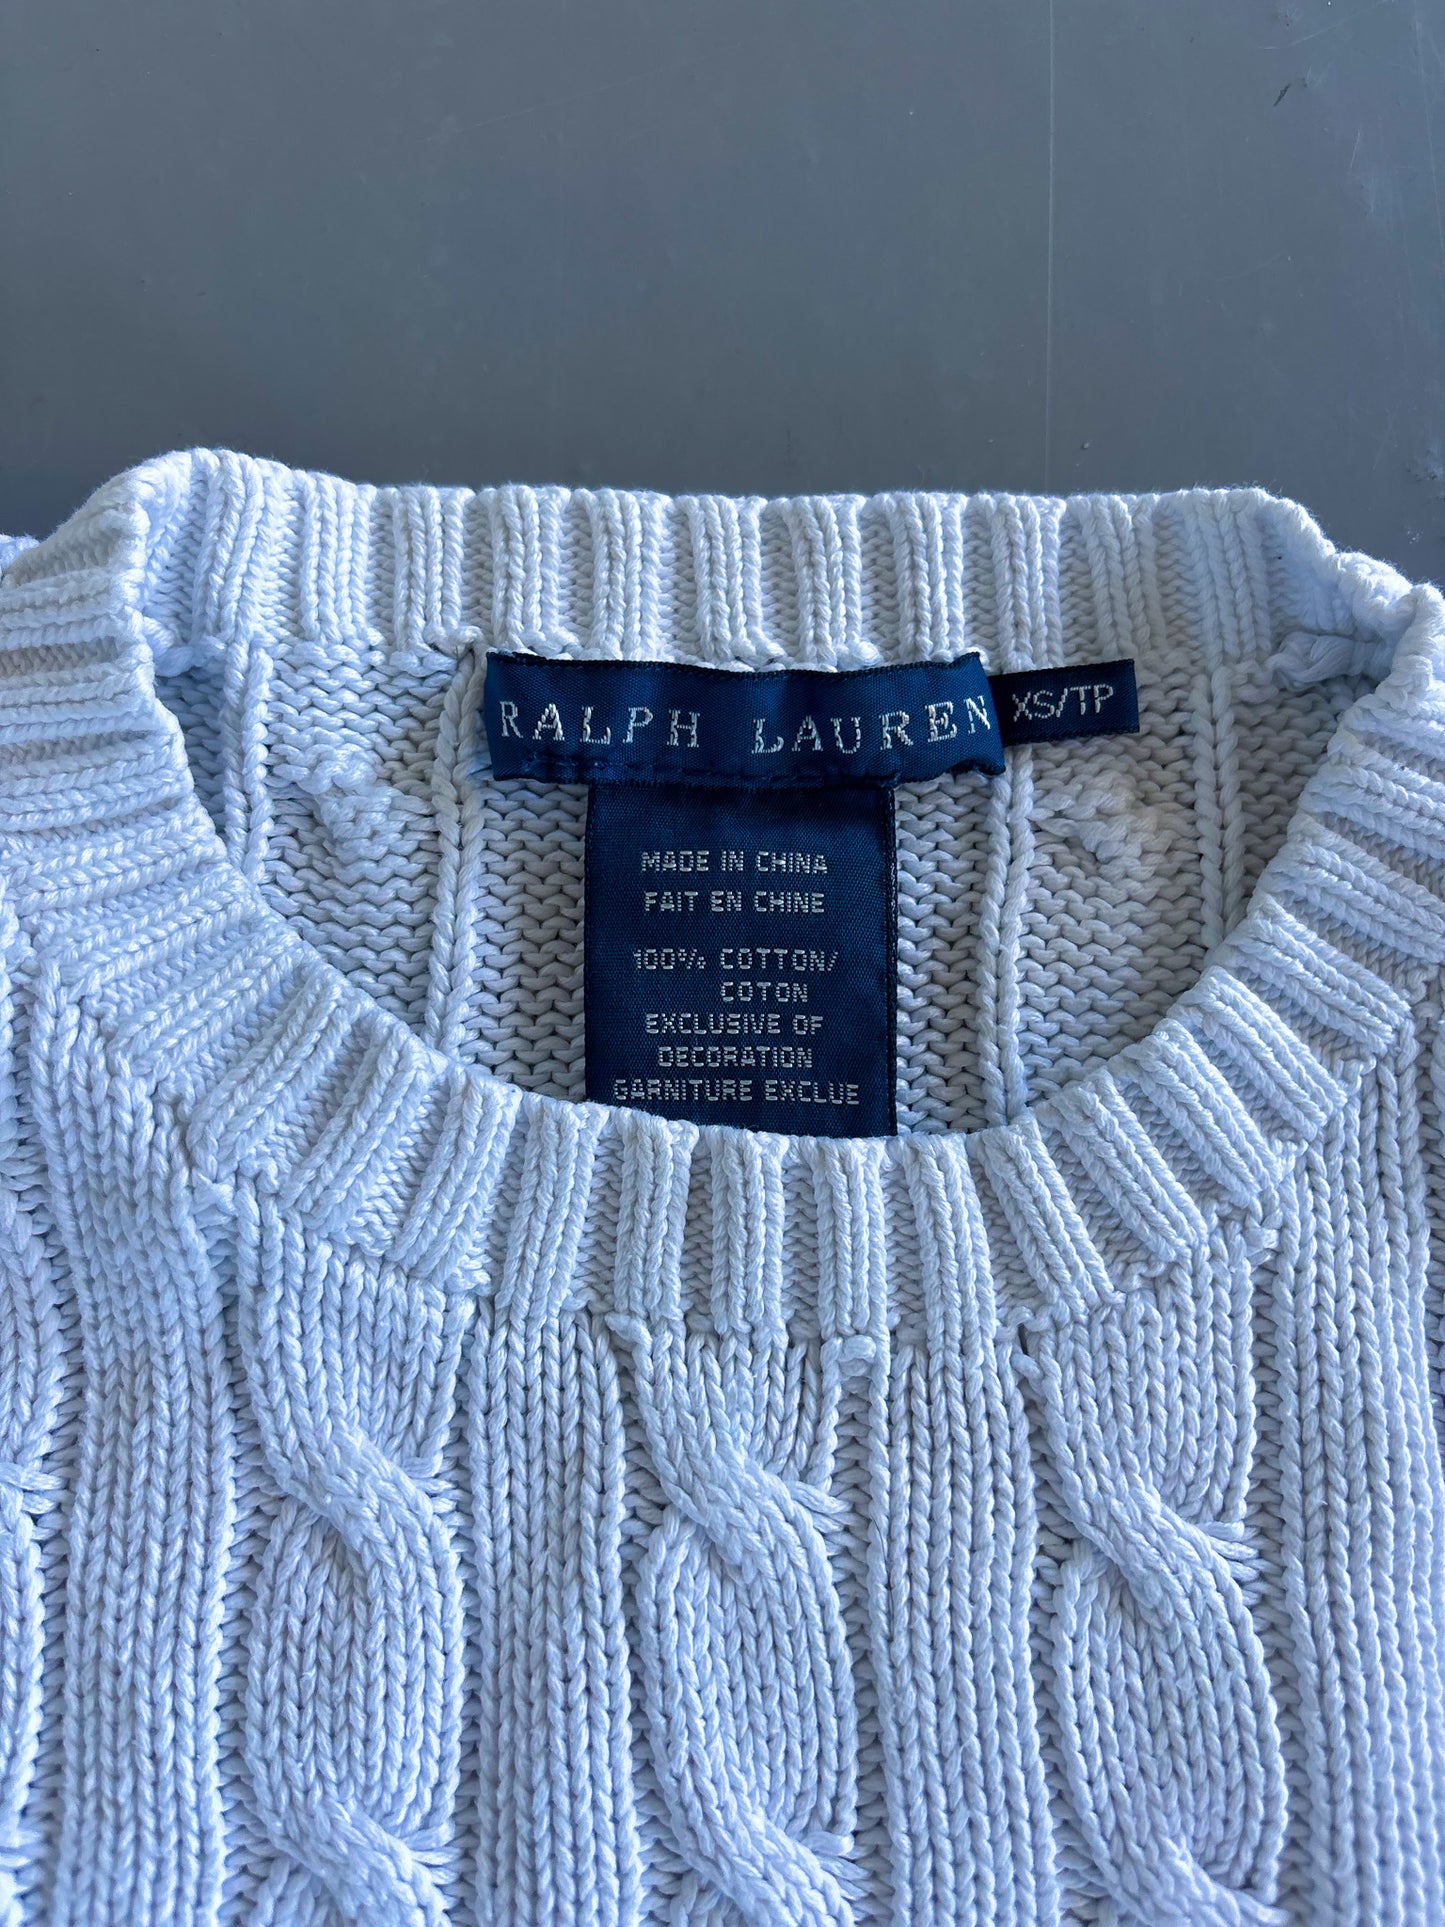 RALPH LAUREN
XS/TP
MADE IN CHINA
FAIT EN CHINE
100% COTTON/
COTON
EXCLUSIVE OF
DECORATION
GARNITURE EXCLUE